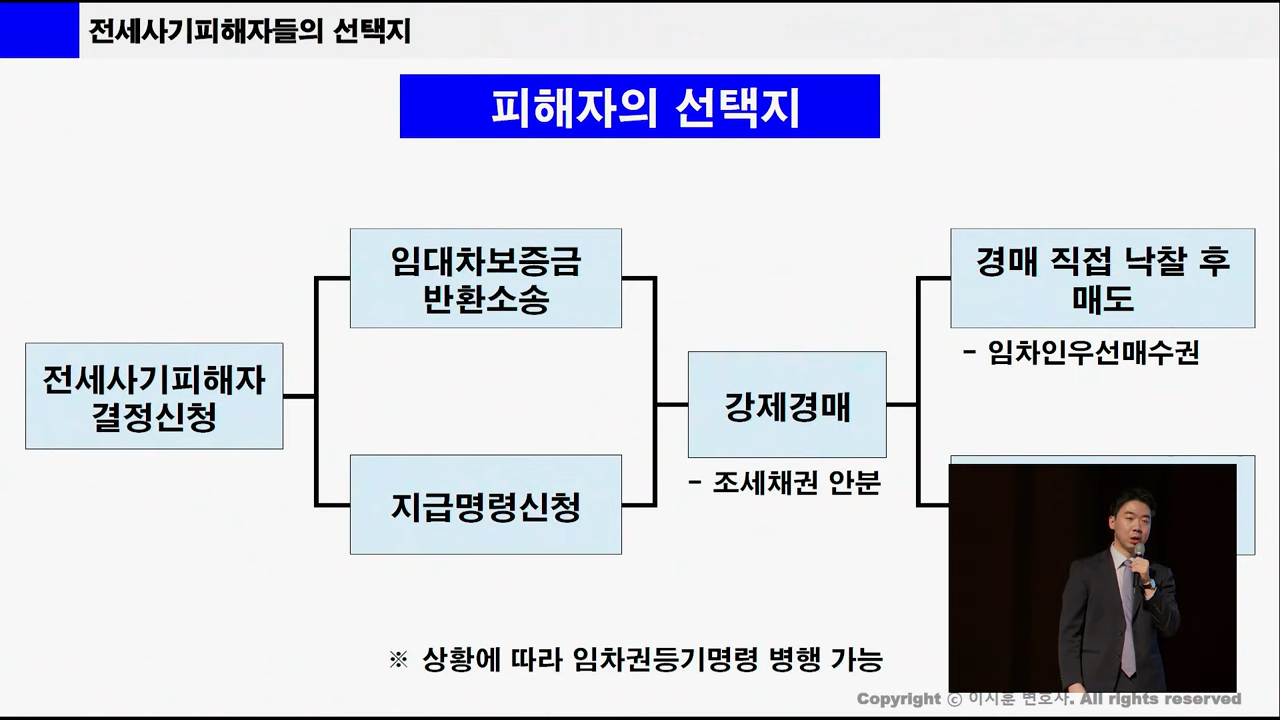 전세사기피해자들의 선택지
피해자의 선택지
전세사기피해자
결정신청
임대차보증금
반환소송
지급명령신청
강제경매
- 조세채권 안분
경매 직접 낙찰 후
매도
- 임차인우선매수권
※ 상황에 따라 임차권등기명령 병행 가능
Copyright ⓒ 이시훈 변호사. All rights reserved